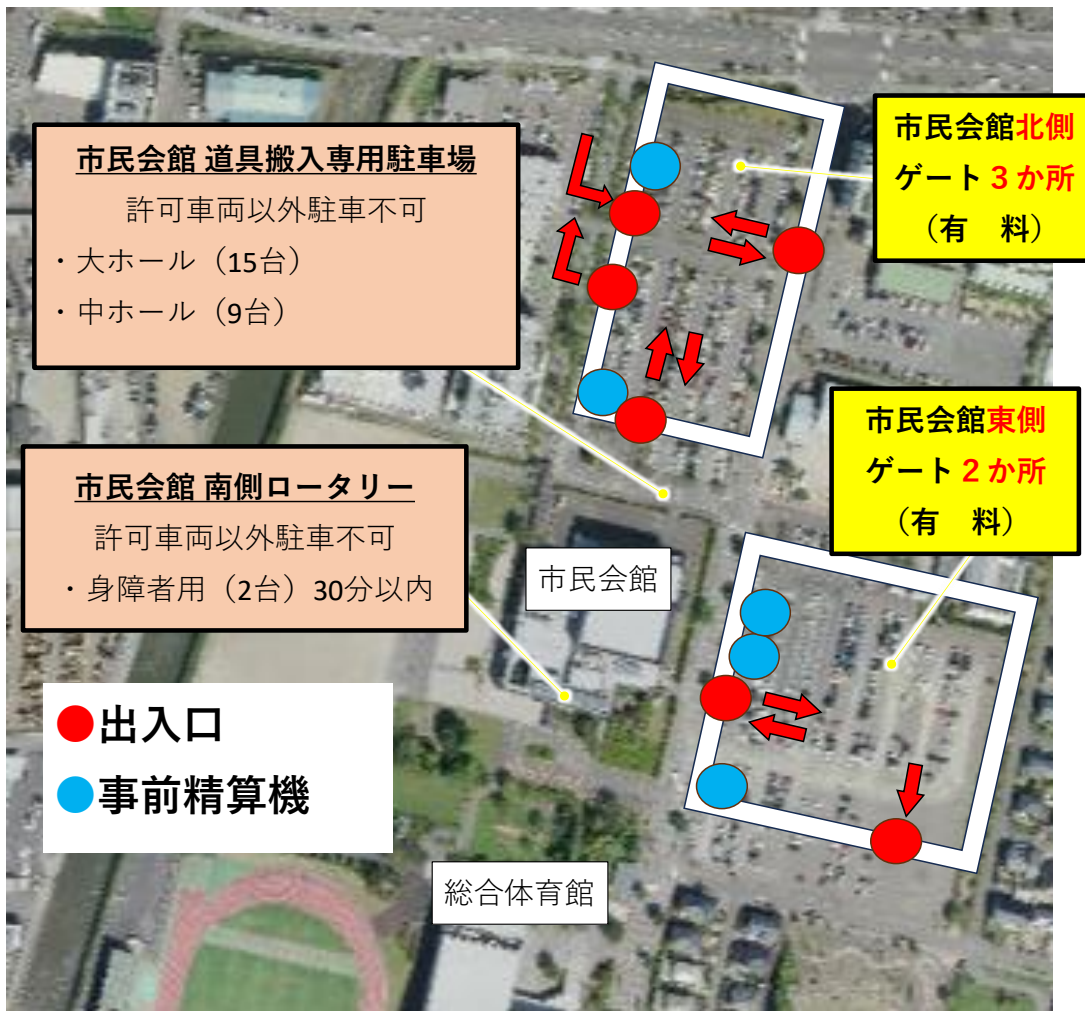 市民会館 道具搬入専用駐車場
許可車両以外駐車不可
・大ホール（15台）
・中ホール（9台）
市民会館北側
ゲート３か所
（有　料）
市民会館 南側ロータリー
許可車両以外駐車不可
・身障者用（2台）30分以内
市民会館東側
ゲート２か所
（有　料）
市民会館
出入口
事前精算機
総合体育館